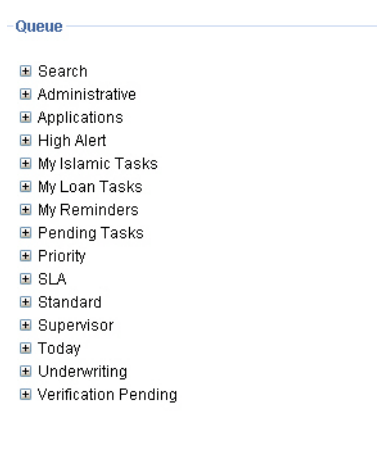 Queue
Search
Administrative
Applications
High Alert
My Islamic Tasks
My Loan Tasks
My Reminders
Pending Tasks
Priority
SLA
Standard
Supervisor
Today
Underwriting
Verification Pending